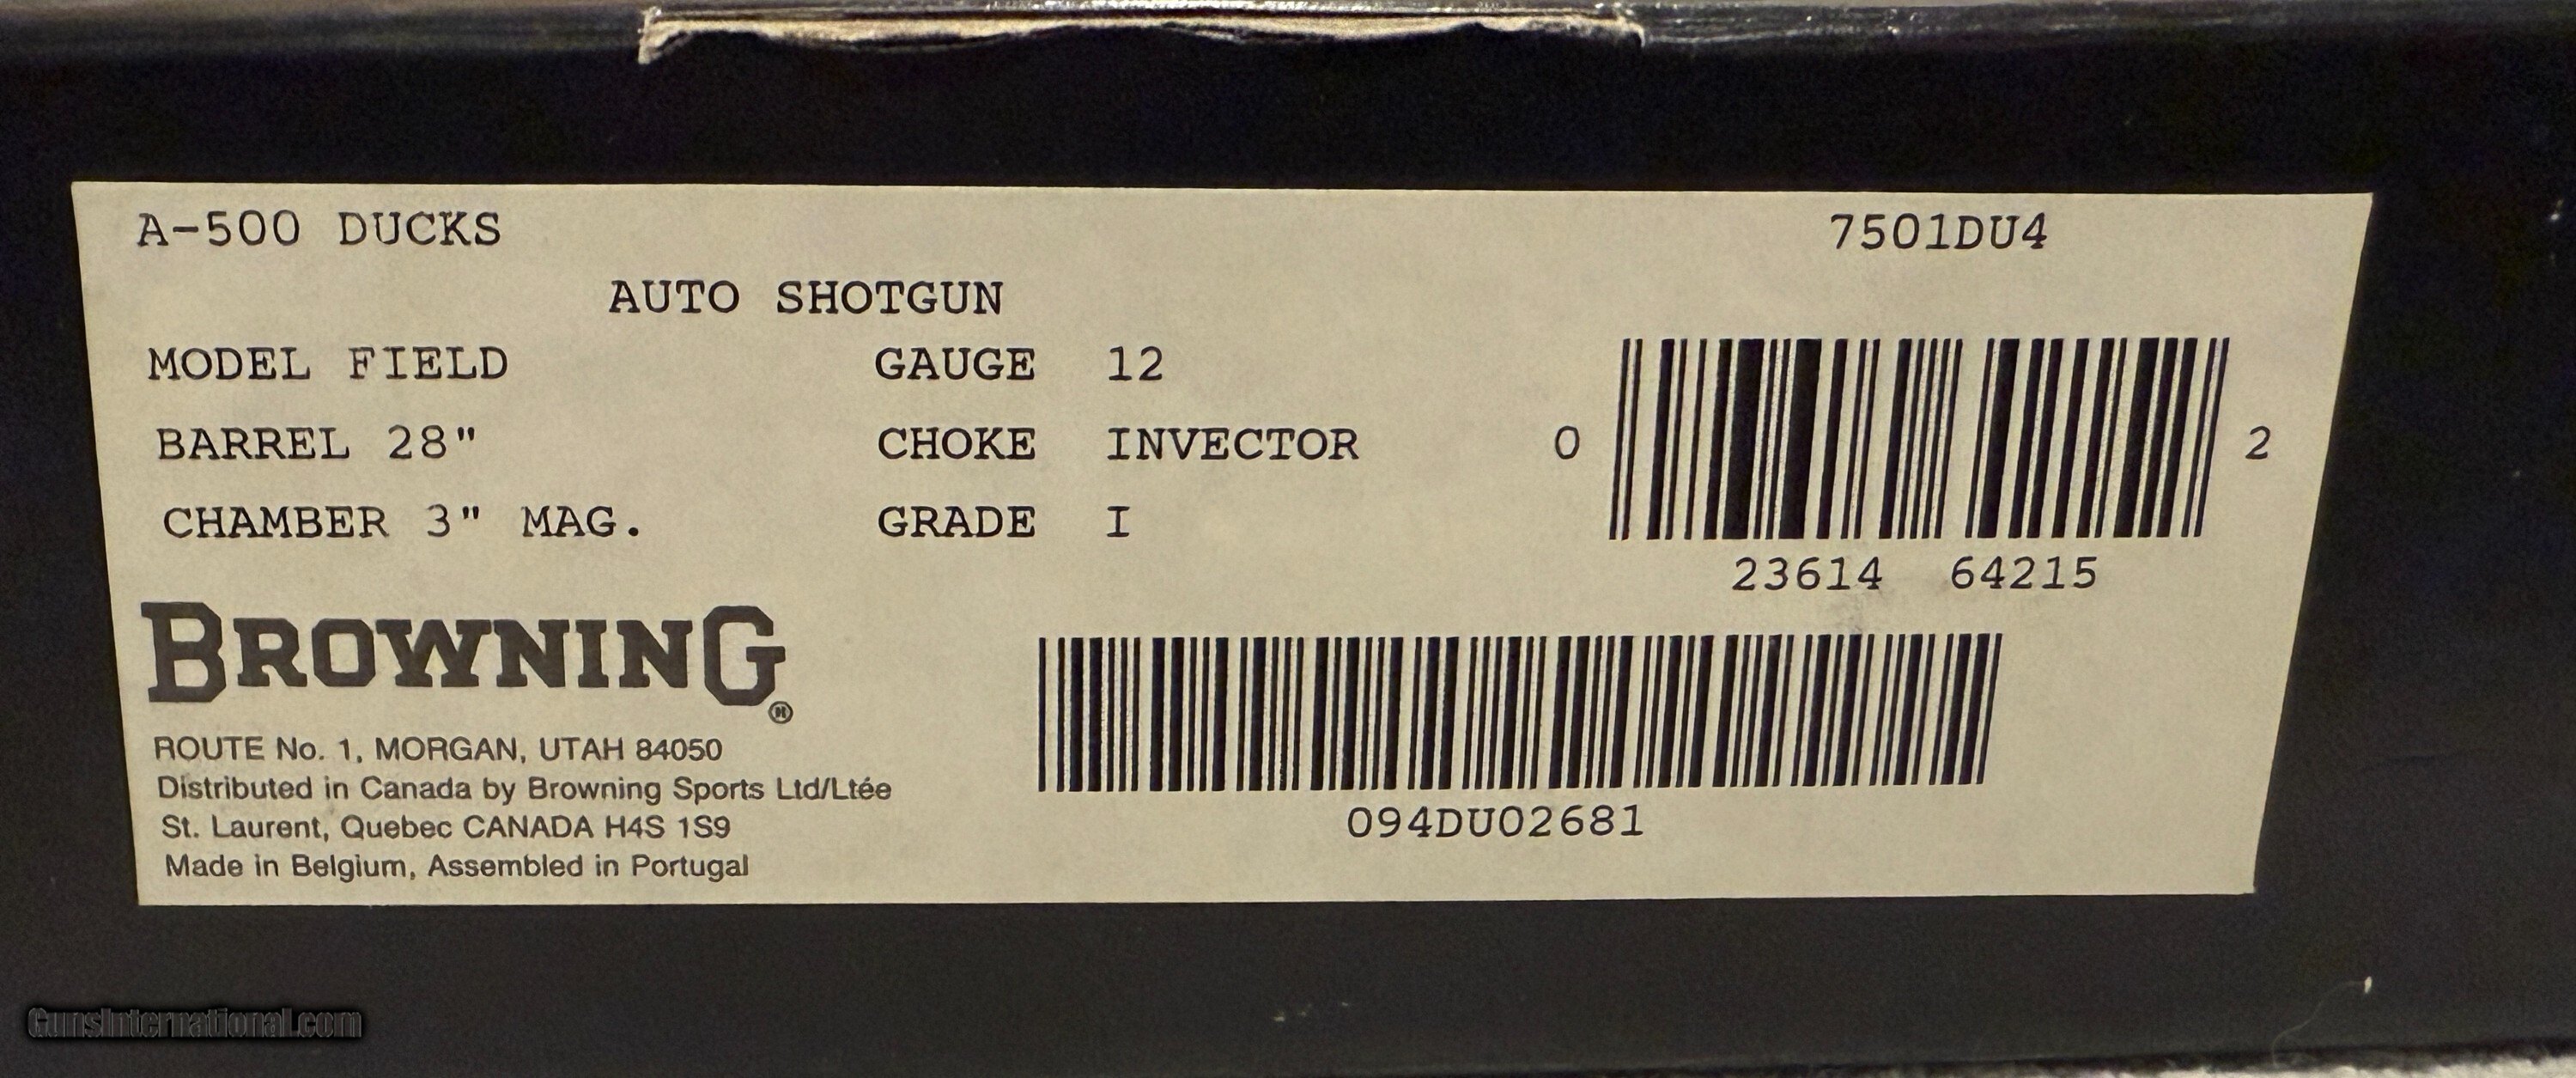 A-500 DUCKS 7501DU4
AUTO SHOTGUN
MODEL FIELD GAUGE 12
BARREL 28" CHOKE INVECTOR
CHAMBER 3" MAG. GRADE I
0 23614 64215 2
BROWNING®
ROUTE No. 1, MORGAN, UTAH 84050
Distributed in Canada by Browning Sports Ltd/Ltée
St. Laurent, Quebec CANADA H4S 1S9
Made in Belgium, Assembled in Portugal
094DU02681
GunsInternational.com